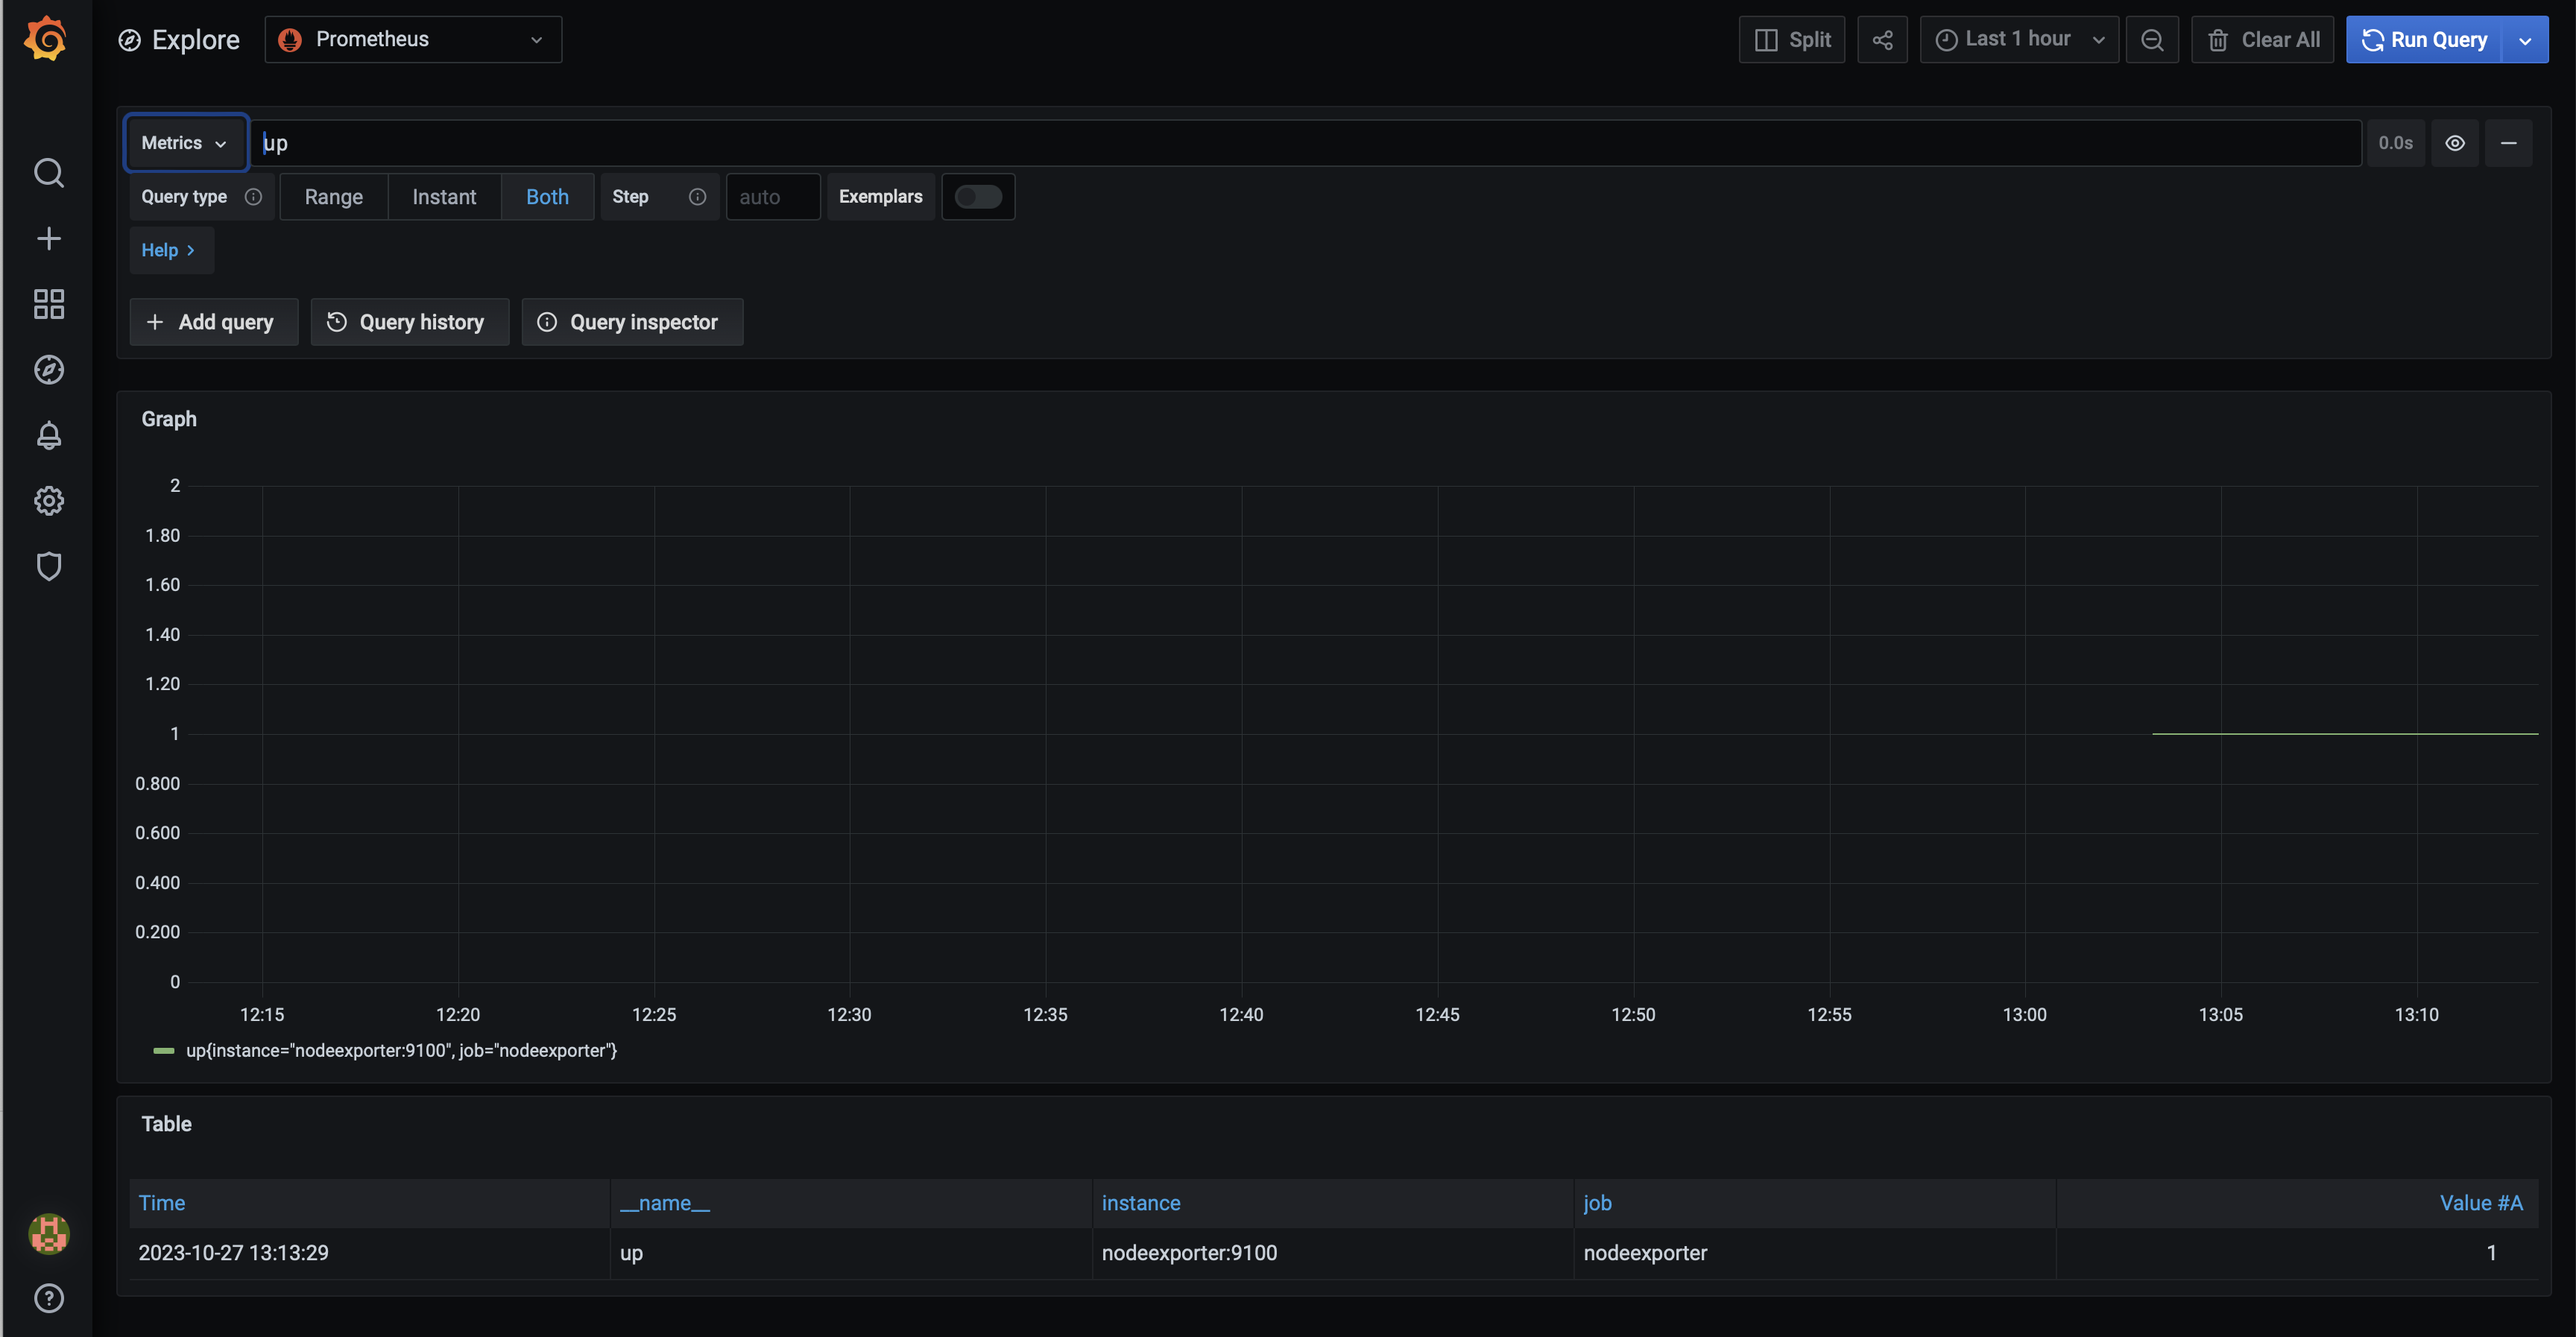 Explore Prometheus Split Last 1 hour Clear All Run Query
Metrics up 0.0s
Query type Range Instant Both Step auto Exemplars
Help
Add query Query history Query inspector
Graph
2
1.80
1.60
1.40
1.20
1
0.800
0.600
0.400
0.200
0
12:15 12:20 12:25 12:30 12:35 12:40 12:45 12:50 12:55 13:00 13:05 13:10
up{instance="nodeexporter:9100", job="nodeexporter"}
Table
Time __name__ instance job Value #A
2023-10-27 13:13:29 up nodeexporter:9100 nodeexporter 1